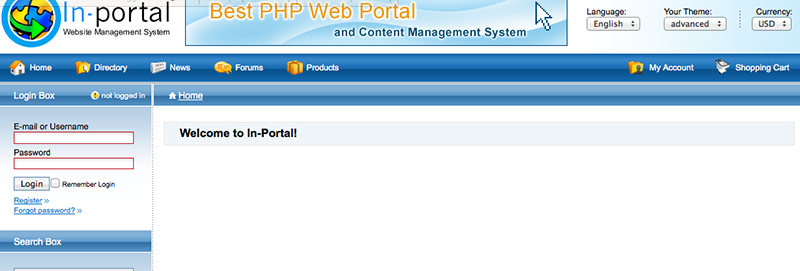 In-portal
Website Management System
Best PHP Web Portal
and Content Management System
Language:
English
Your Theme:
advanced
Currency:
USD
Home
Directory
News
Forums
Products
My Account
Shopping Cart
Login Box
not logged in
Home
E-mail or Username
Password
Login
Remember Login
Register »
Forgot password? »
Search Box
Welcome to In-Portal!